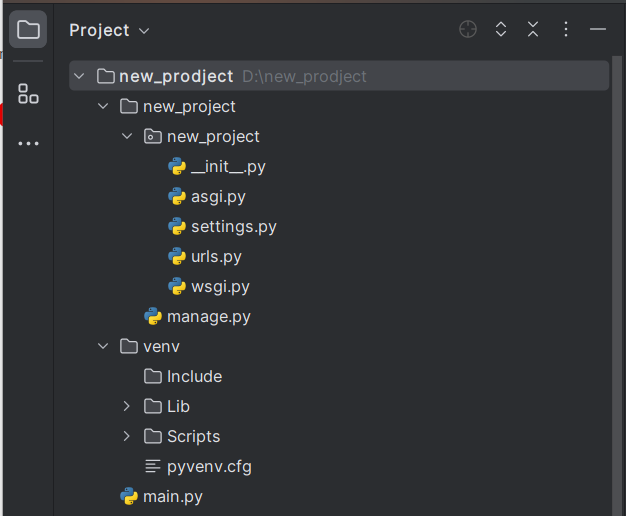 Project
new_prodject D:\new_prodject
new_project
new_project
__init__.py
asgi.py
settings.py
urls.py
wsgi.py
manage.py
venv
Include
Lib
Scripts
pyvenv.cfg
main.py